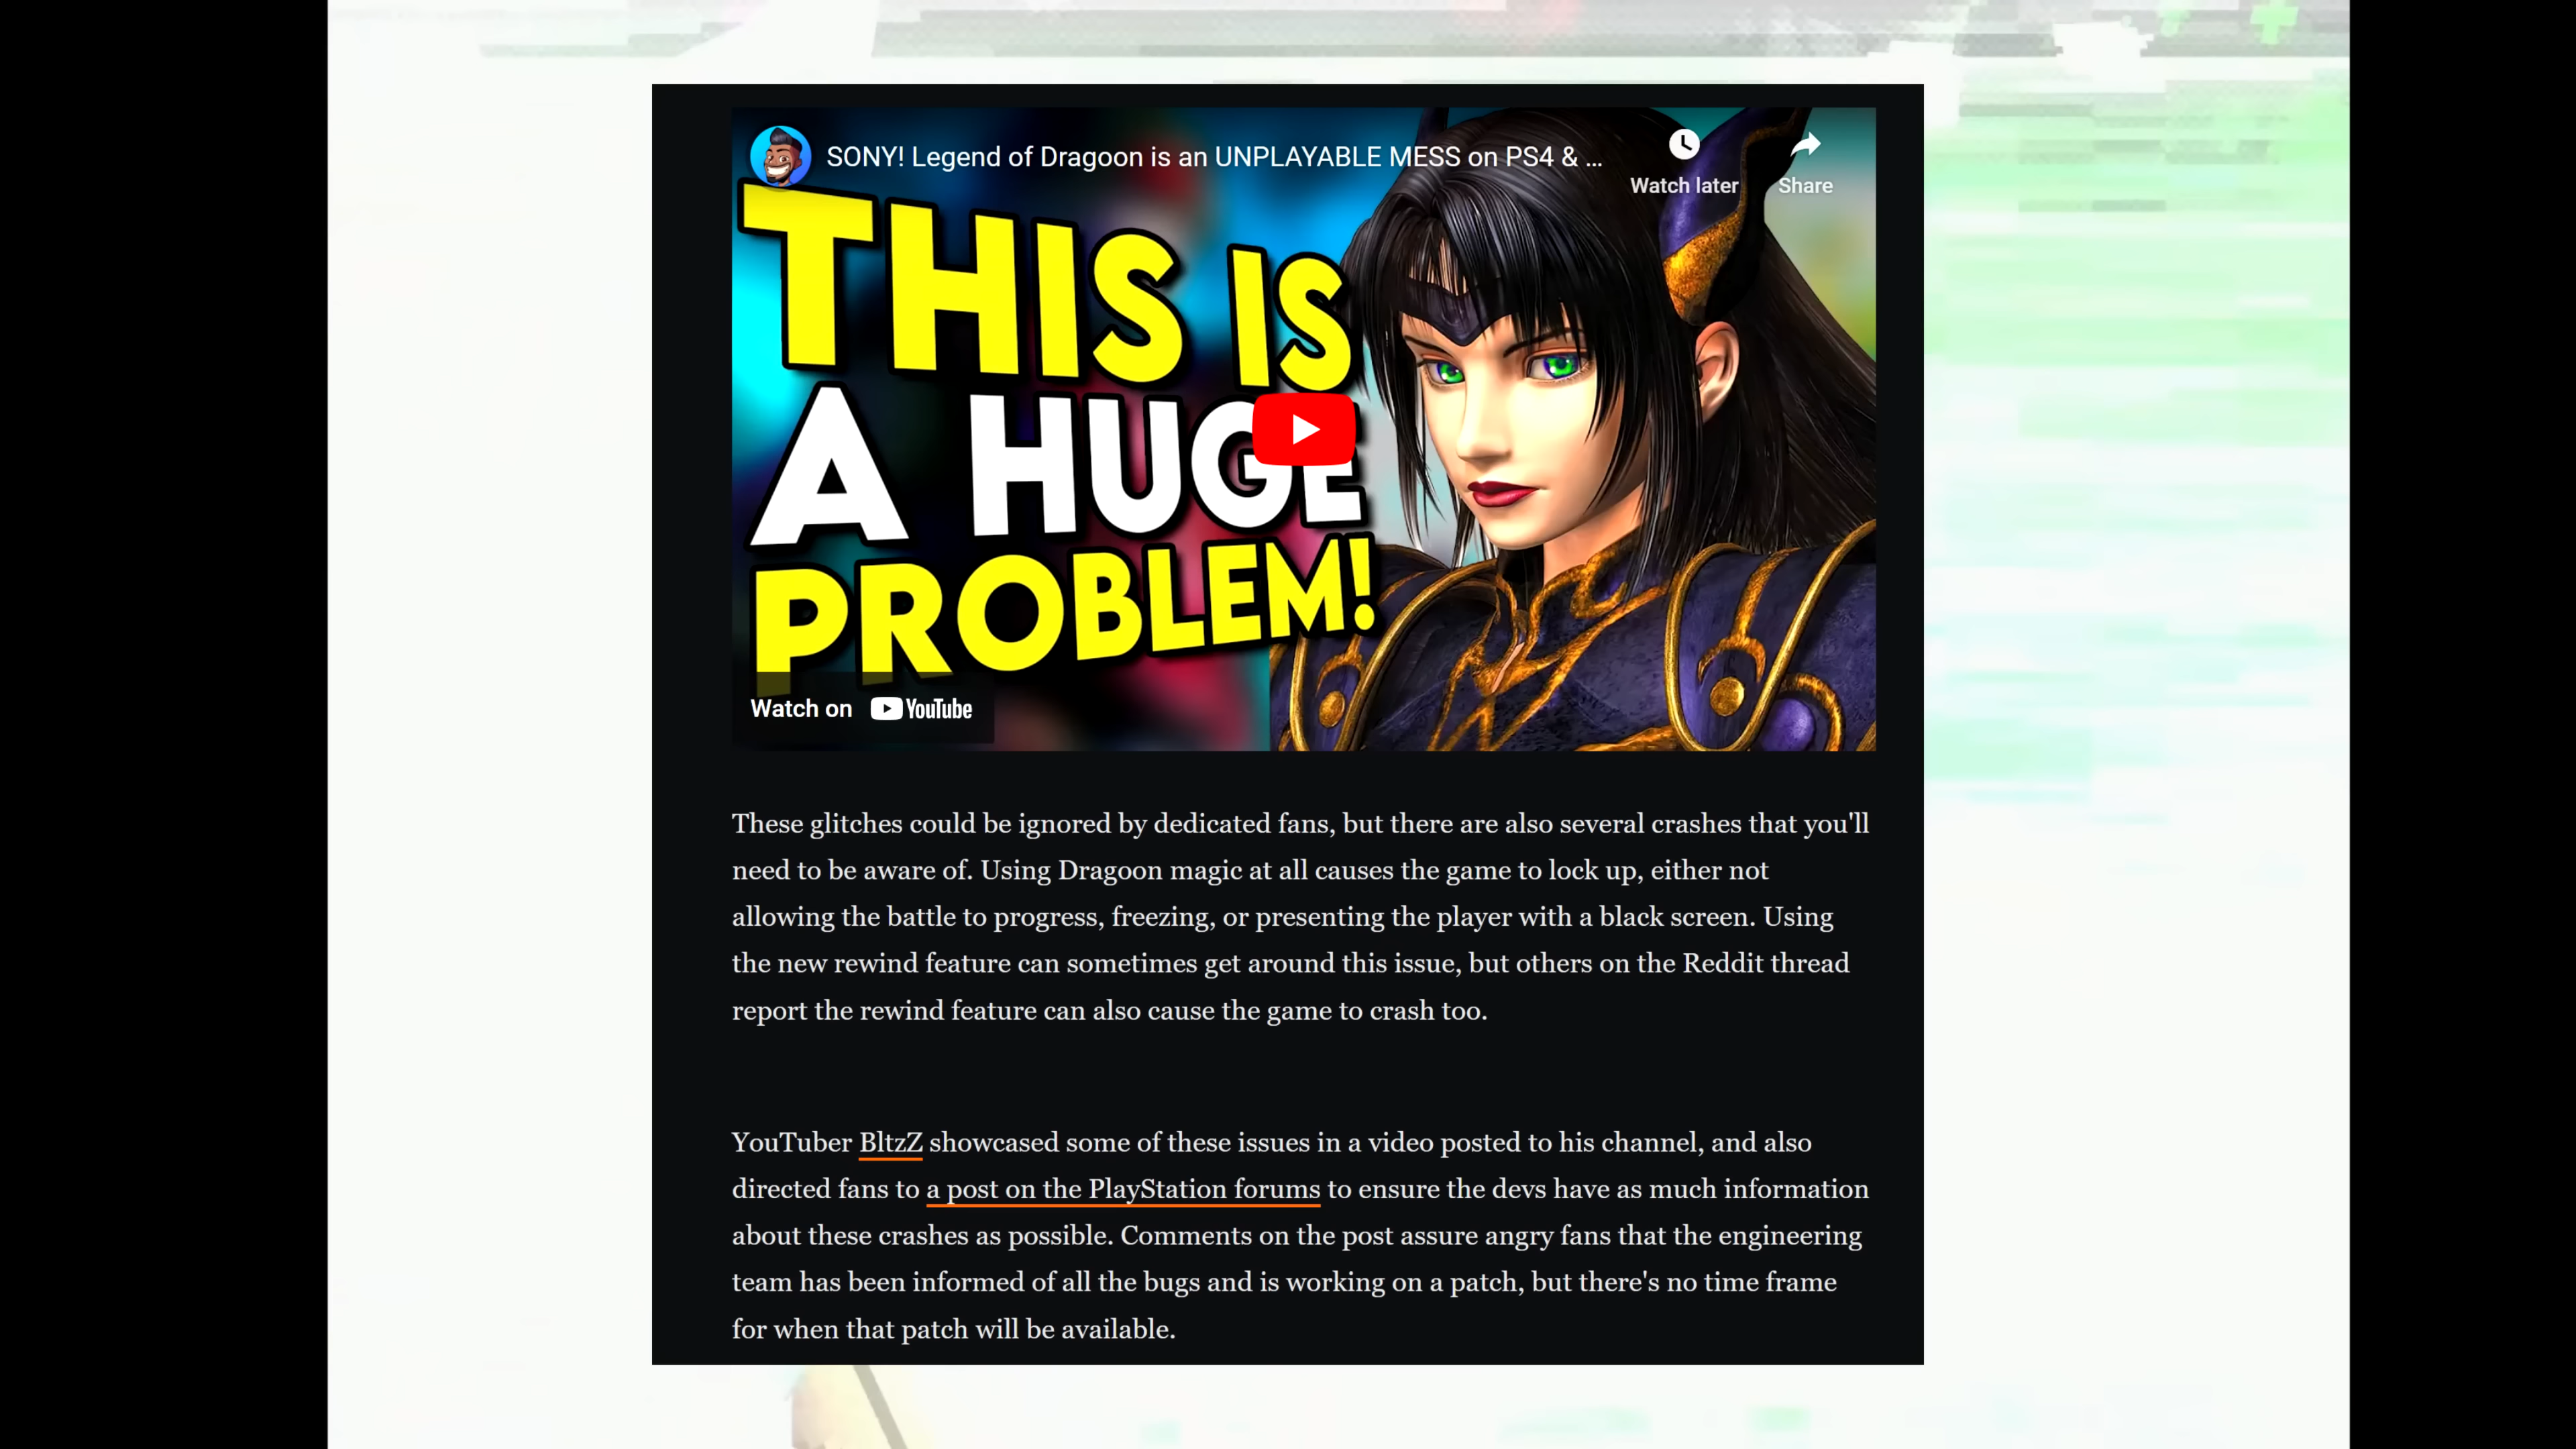 SONY! Legend of Dragoon is an UNPLAYABLE MESS on PS4 & ...
Watch later
Share
THIS IS
A HUGE
PROBLEM!
Watch on YouTube
These glitches could be ignored by dedicated fans, but there are also several crashes that you'll
need to be aware of. Using Dragoon magic at all causes the game to lock up, either not
allowing the battle to progress, freezing, or presenting the player with a black screen. Using
the new rewind feature can sometimes get around this issue, but others on the Reddit thread
report the rewind feature can also cause the game to crash too.
YouTuber BltzZ showcased some of these issues in a video posted to his channel, and also
directed fans to a post on the PlayStation forums to ensure the devs have as much information
about these crashes as possible. Comments on the post assure angry fans that the engineering
team has been informed of all the bugs and is working on a patch, but there's no time frame
for when that patch will be available.